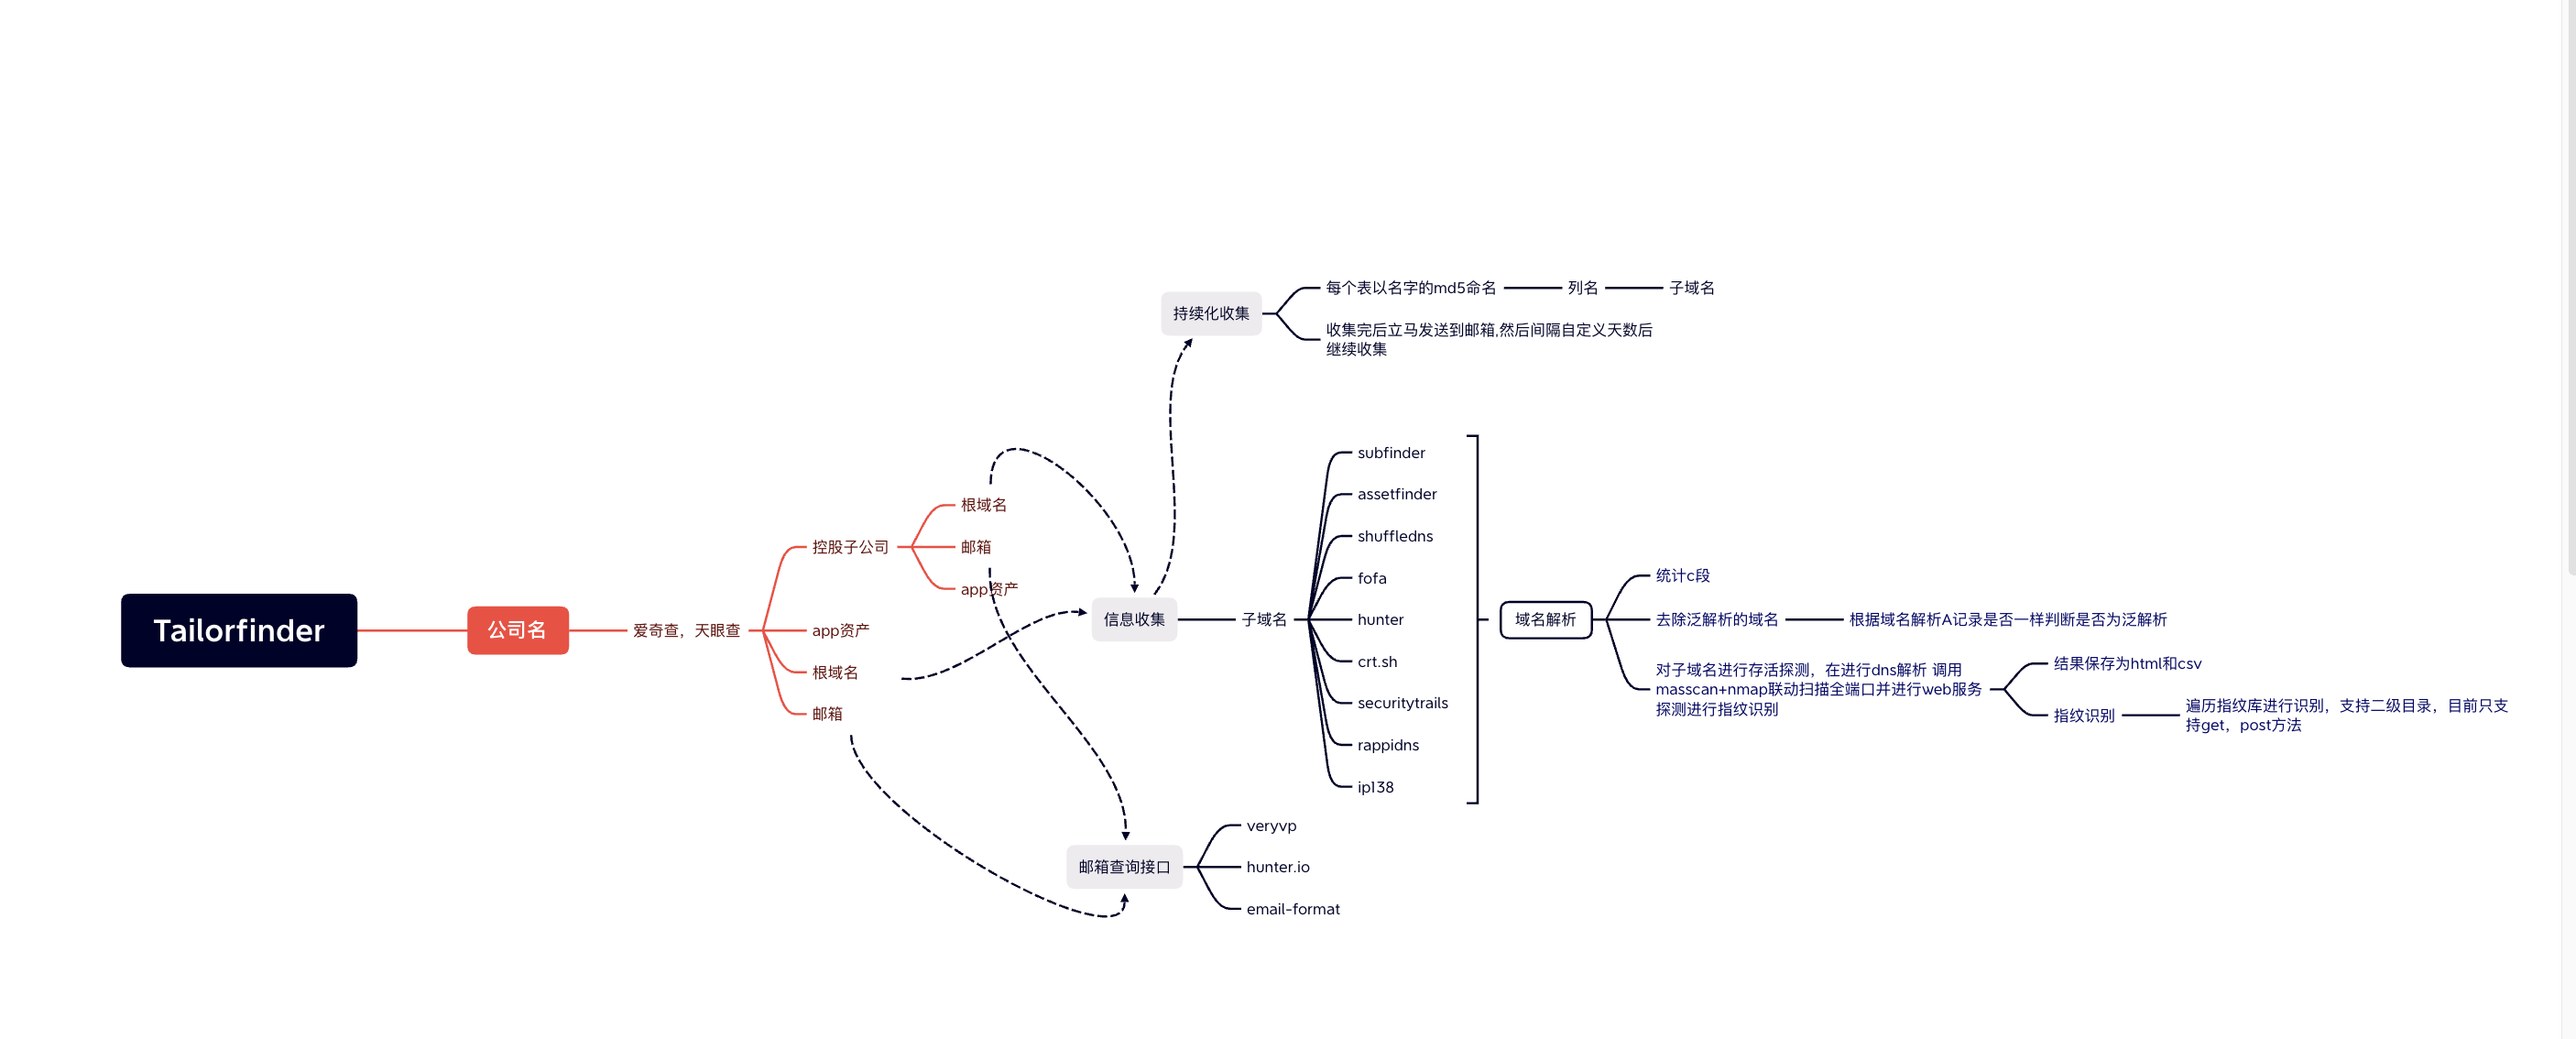 Tailorfinder
公司名
爱奇查，天眼查
控股子公司
根域名
邮箱
app资产
app资产
根域名
邮箱
持续化收集
每个表以名字的md5命名
列名
子域名
收集完后立马发送到邮箱,然后间隔自定义天数后
继续收集
信息收集
子域名
subfinder
assetfinder
shuffledns
fofa
hunter
crt.sh
securitytrails
rappidns
ip138
域名解析
统计c段
去除泛解析的域名
根据域名解析A记录是否一样判断是否为泛解析
对子域名进行存活探测，在进行dns解析 调用
masscan+nmap联动扫描全端口并进行web服务
探测进行指纹识别
结果保存为html和csv
指纹识别
遍历指纹库进行识别，支持二级目录，目前只支
持get，post方法
邮箱查询接口
veryvp
hunter.io
email-format